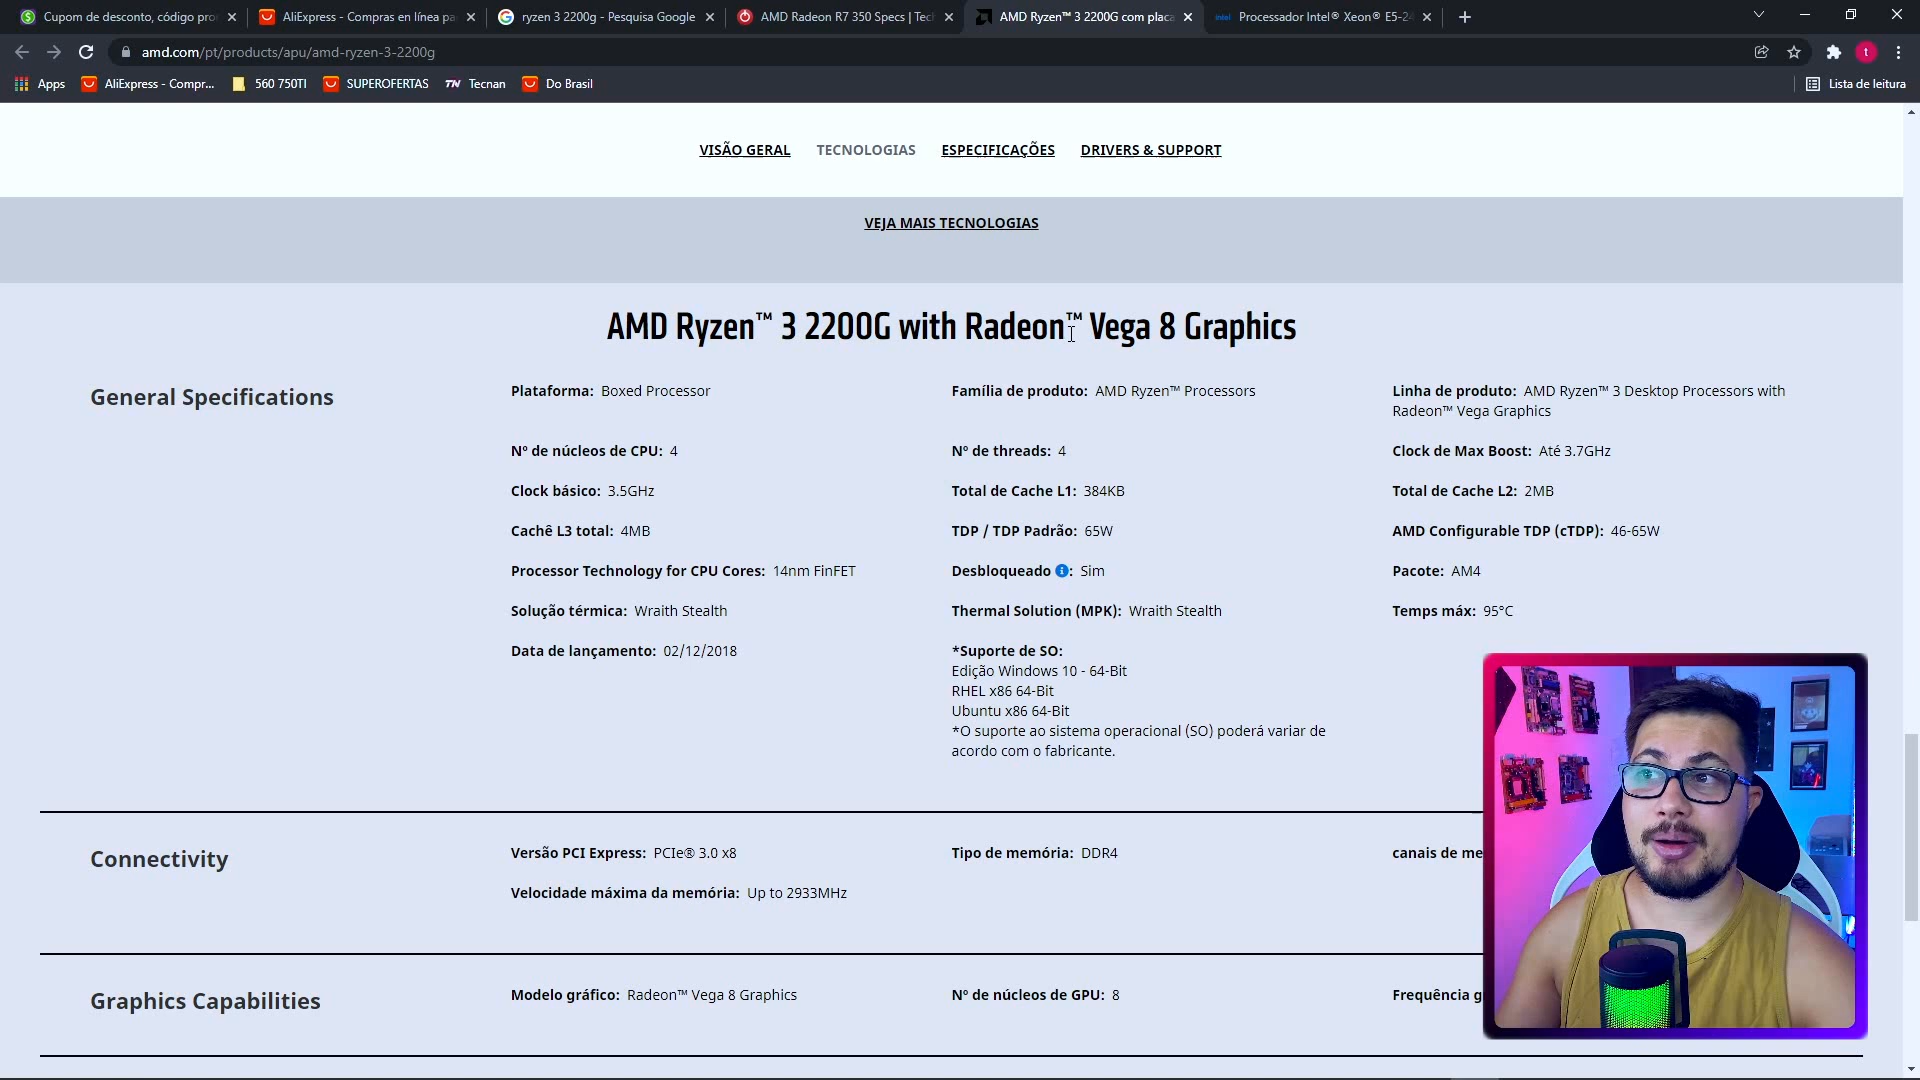 Cupom de desconto, código pro
AliExpress - Compras en línea pa
ryzen 3 2200g - Pesquisa Google
AMD Radeon R7 350 Specs | Tec
AMD Ryzen™ 3 2200G com placa
intel Processador Intel® Xeon® E5-24
amd.com/pt/products/apu/amd-ryzen-3-2200g
t
Apps
AliExpress - Compr...
560 750TI
SUPEROFERTAS
TN Tecnan
Do Brasil
Lista de leitura
VISÃO GERAL
TECNOLOGIAS
ESPECIFICAÇÕES
DRIVERS & SUPPORT
VEJA MAIS TECNOLOGIAS
AMD Ryzen™ 3 2200G with Radeon™ Vega 8 Graphics
General Specifications
Plataforma: Boxed Processor
Família de produto: AMD Ryzen™ Processors
Linha de produto: AMD Ryzen™ 3 Desktop Processors with
Radeon™ Vega Graphics
Nº de núcleos de CPU: 4
Nº de threads: 4
Clock de Max Boost: Até 3.7GHz
Clock básico: 3.5GHz
Total de Cache L1: 384KB
Total de Cache L2: 2MB
Cachê L3 total: 4MB
TDP / TDP Padrão: 65W
AMD Configurable TDP (cTDP): 46-65W
Processor Technology for CPU Cores: 14nm FinFET
Desbloqueado : Sim
Pacote: AM4
Solução térmica: Wraith Stealth
Thermal Solution (MPK): Wraith Stealth
Temps máx: 95°C
Data de lançamento: 02/12/2018
*Suporte de SO:
Edição Windows 10 - 64-Bit
RHEL x86 64-Bit
Ubuntu x86 64-Bit
*O suporte ao sistema operacional (SO) poderá variar de
acordo com o fabricante.
Connectivity
Versão PCI Express: PCIe® 3.0 x8
Tipo de memória: DDR4
canais de me
Velocidade máxima da memória: Up to 2933MHz
Graphics Capabilities
Modelo gráfico: Radeon™ Vega 8 Graphics
Nº de núcleos de GPU: 8
Frequência g